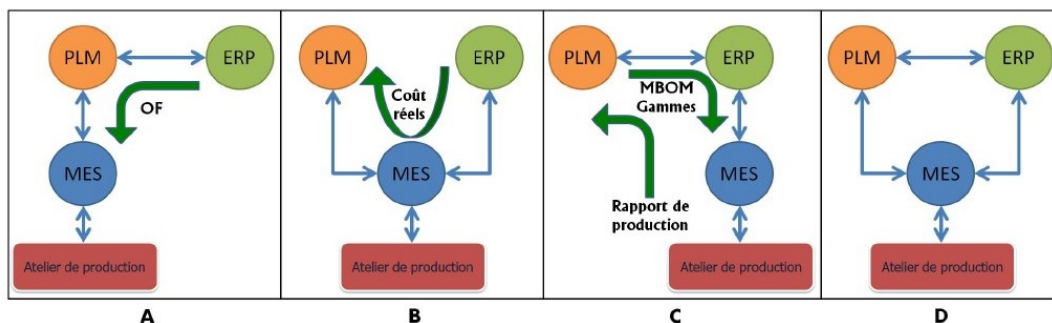 PLM
ERP
OF
MES
Atelier de production
A
PLM
ERP
Coût
réels
MES
Atelier de production
B
PLM
ERP
MBOM
Gammes
MES
Rapport de
production
Atelier de production
C
PLM
ERP
MES
Atelier de production
D